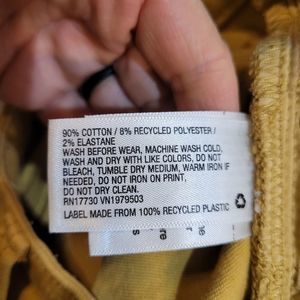 90% COTTON / 8% RECYCLED POLYESTER /
2% ELASTANE
WASH BEFORE WEAR, MACHINE WASH COLD,
WASH AND DRY WITH LIKE COLORS, DO NOT
BLEACH, TUMBLE DRY MEDIUM, WARM IRON IF
NEEDED, DO NOT IRON ON PRINT,
DO NOT DRY CLEAN.
RN17730 VN1979503
LABEL MADE FROM 100% RECYCLED PLASTIC